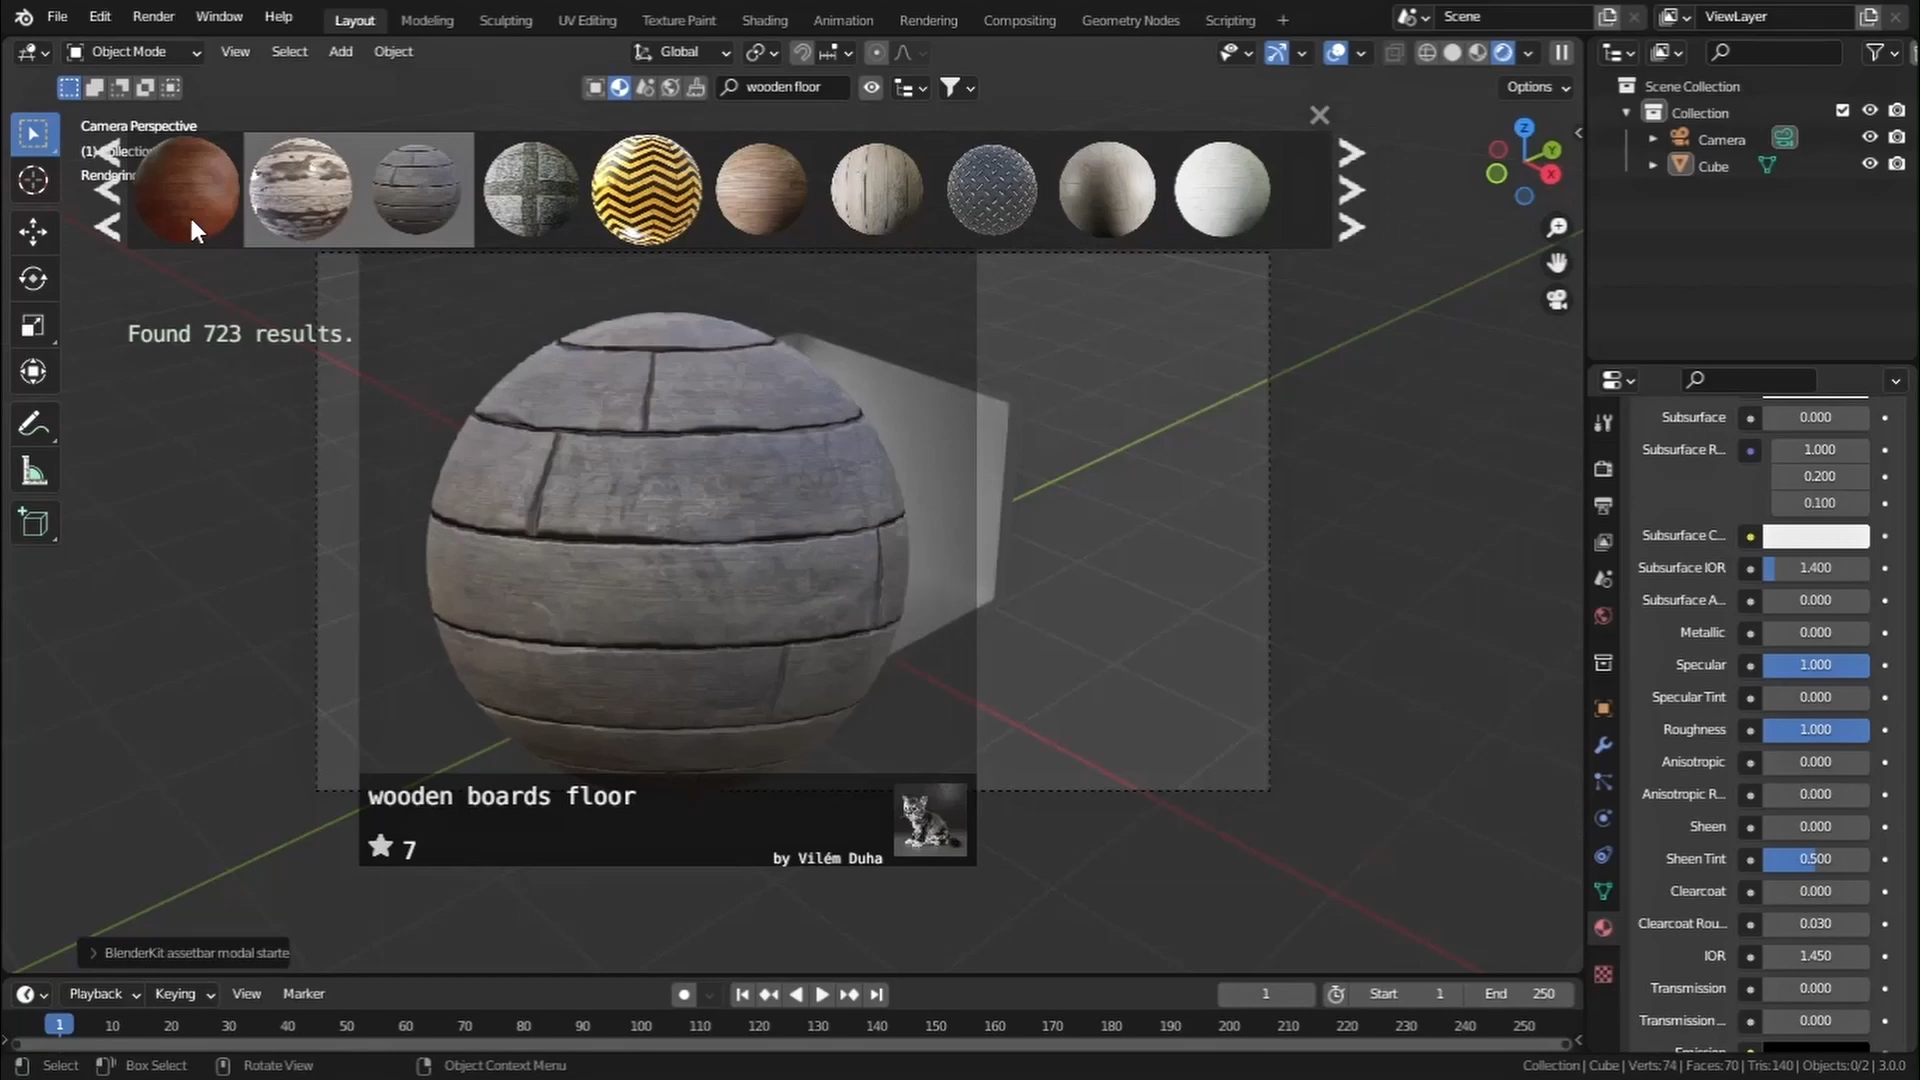 File Edit Render Window Help Layout Modeling Sculpting UV Editing Texture Paint Shading Animation Rendering Compositing Geometry Nodes Scripting + Scene ViewLayer
Object Mode View Select Add Object Global
wooden floor Options
Camera Perspective
(1)
Found 723 results.
wooden boards floor
7
by Vilém Duha
BlenderKit assetbar modal starte
Z
Y
X
Scene Collection
Collection
Camera
Cube
Subsurface 0.000
Subsurface R... 1.000
0.200
0.100
Subsurface C...
Subsurface IOR 1.400
Subsurface A... 0.000
Metallic 0.000
Specular 1.000
Specular Tint 0.000
Roughness 1.000
Anisotropic 0.000
Anisotropic R... 0.000
Sheen 0.000
Sheen Tint 0.500
Clearcoat 0.000
Clearcoat Rou... 0.030
IOR 1.450
Transmission 0.000
Transmission ... 0.000
Playback Keying View Marker 1 Start 1 End 250
1 10 20 30 40 50 60 70 80 90 100 110 120 130 140 150 160 170 180 190 200 210 220 230 240 250
Select Box Select Rotate View Object Context Menu Collection | Cube | Verts:74 | Faces:70 | Tris:140 | Objects:0/2 | 3.0.0